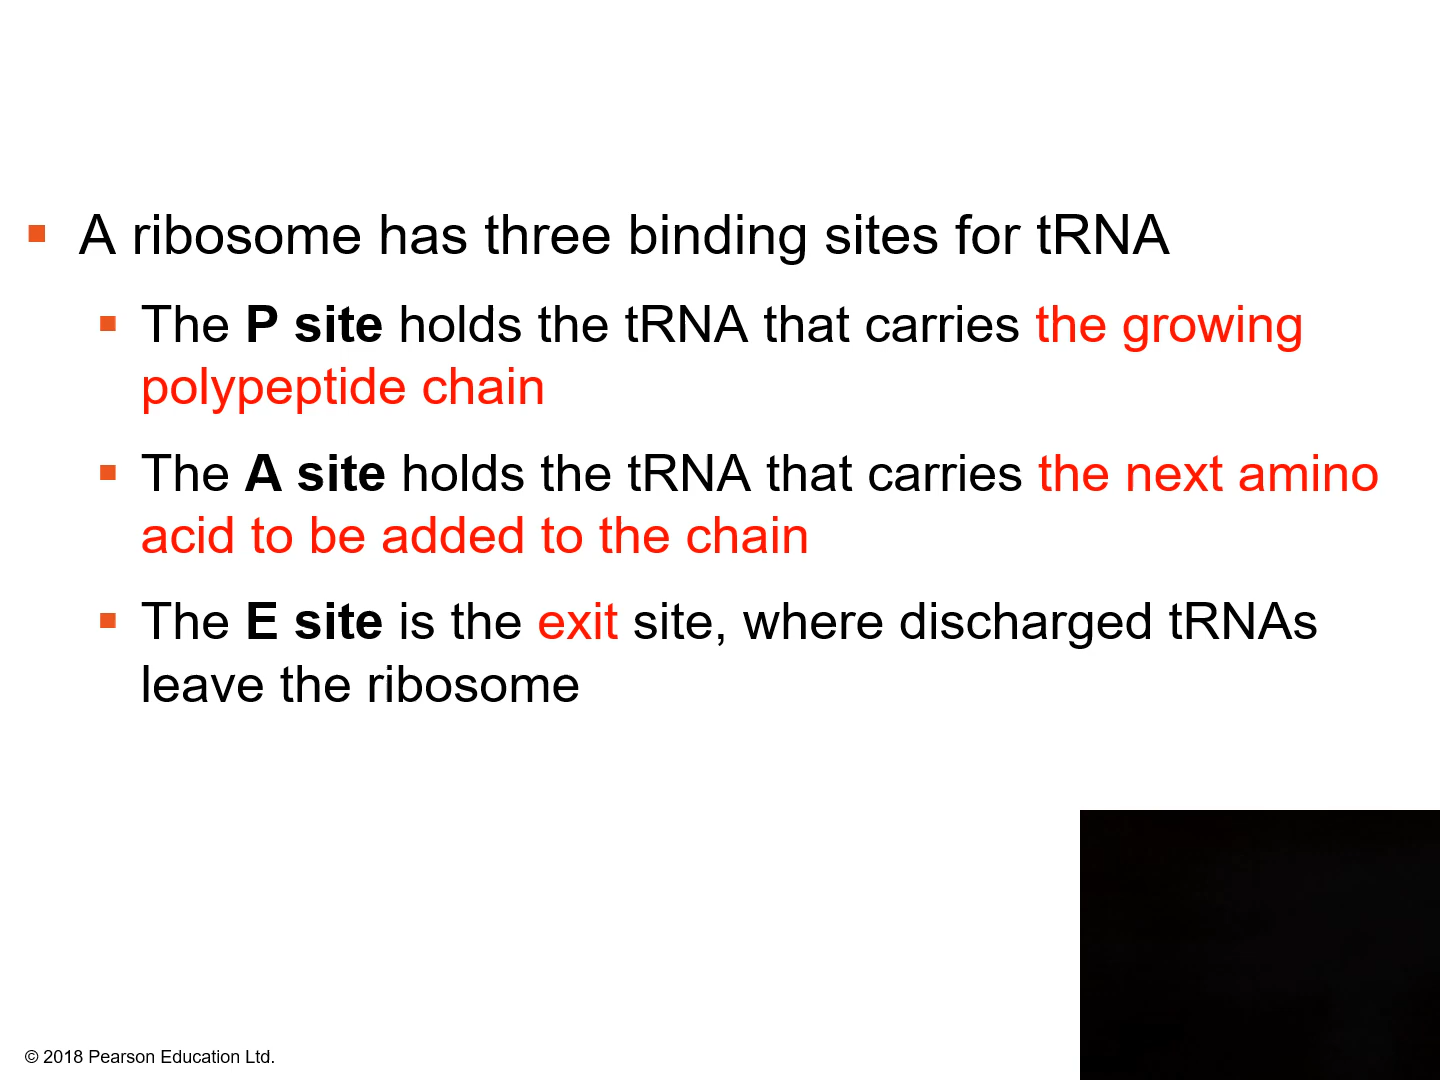 A ribosome has three binding sites for tRNA
The P site holds the tRNA that carries the growing
polypeptide chain
The A site holds the tRNA that carries the next amino
acid to be added to the chain
The E site is the exit site, where discharged tRNAs
leave the ribosome
© 2018 Pearson Education Ltd.